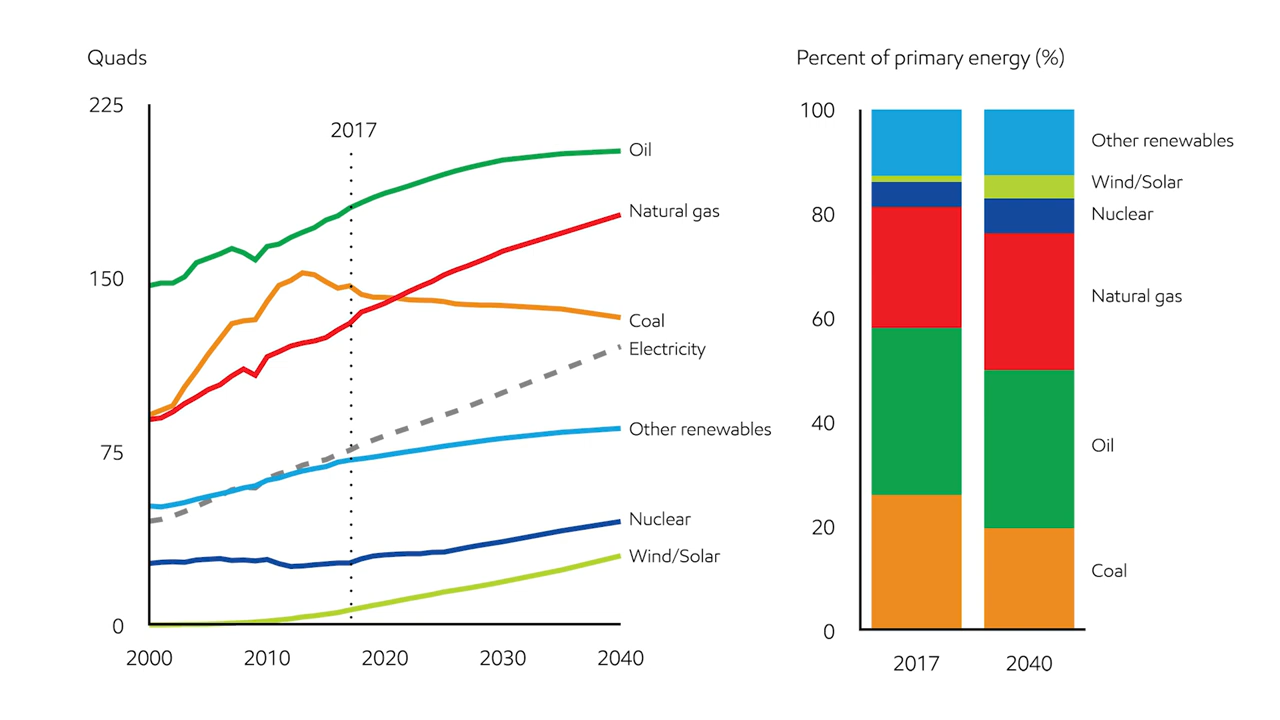 Quads
225
150
75
0
2000 2010 2020 2030 2040
2017
Oil
Natural gas
Coal
Electricity
Other renewables
Nuclear
Wind/Solar
Percent of primary energy (%)
100
80
60
40
20
0
2017 2040
Other renewables
Wind/Solar
Nuclear
Natural gas
Oil
Coal